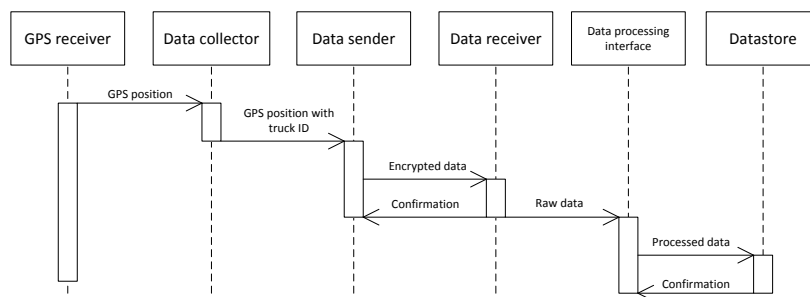 GPS receiver
Data collector
Data sender
Data receiver
Data processing
interface
Datastore
GPS position
GPS position with
truck ID
Encrypted data
Confirmation
Raw data
Processed data
Confirmation